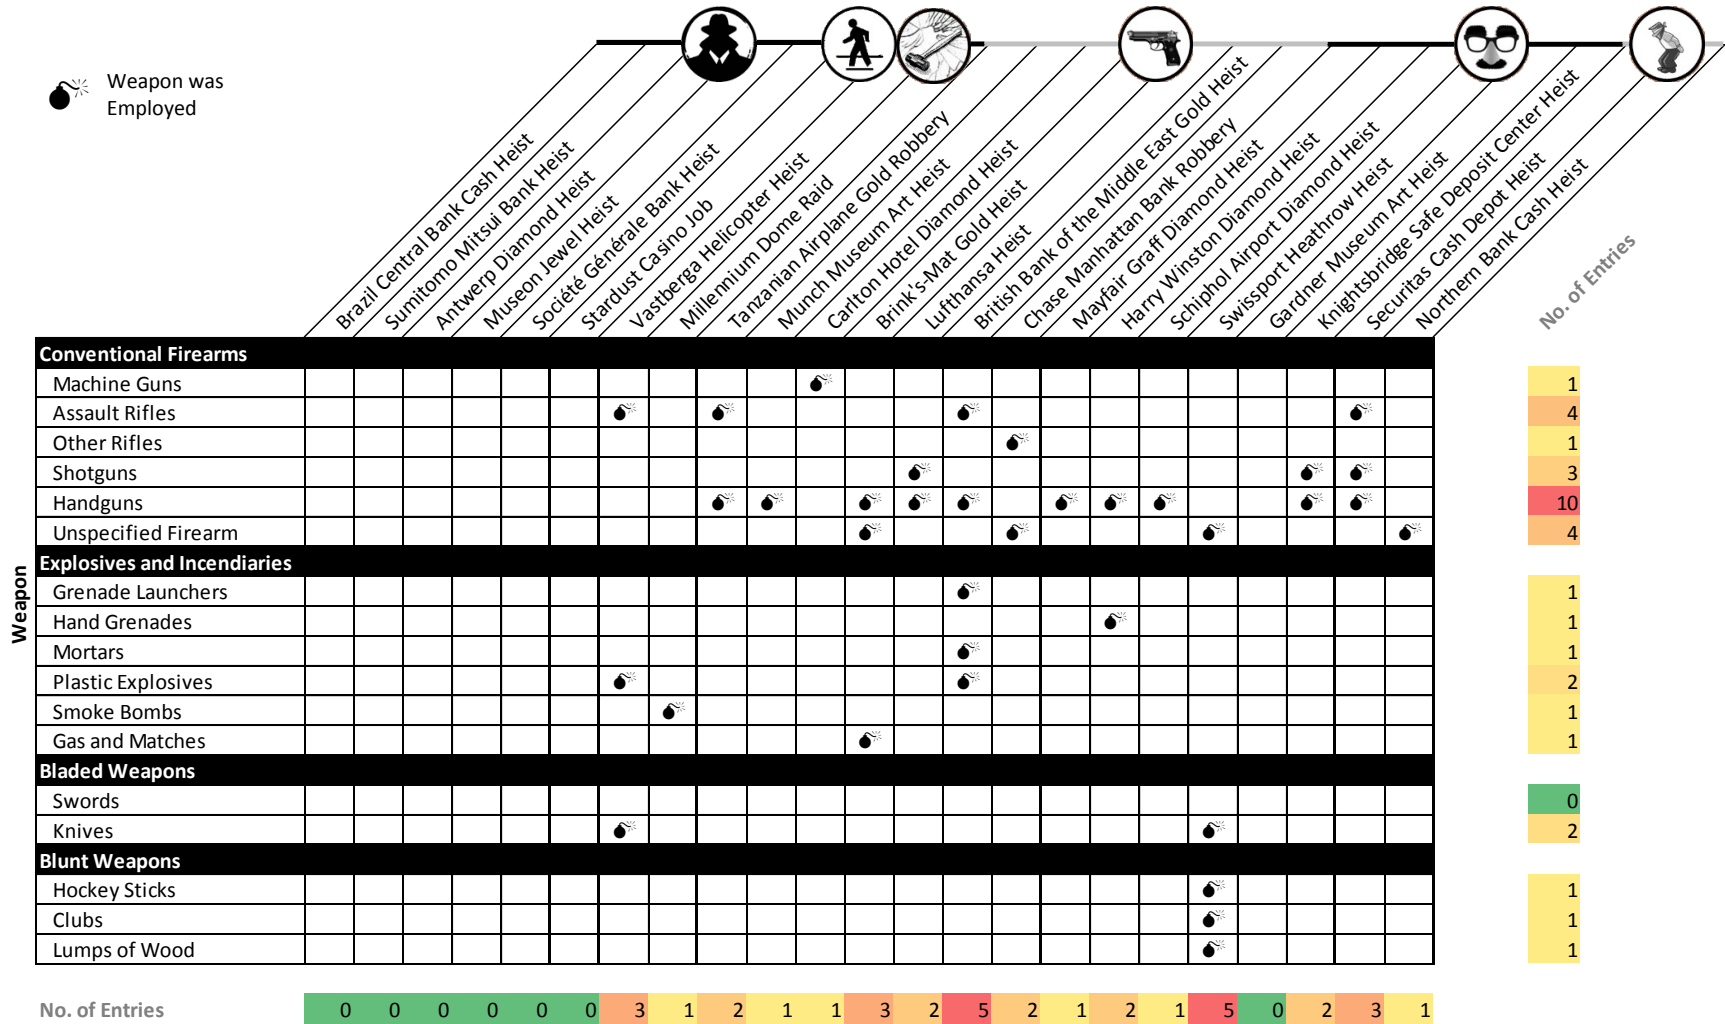 Weapon was
Employed
Brazil Central Bank Cash Heist
Sumitomo Mitsui Bank Heist
Antwerp Diamond Heist
Museon Jewel Heist
Société Générale Bank Heist
Stardust Casino Job
Vastberga Helicopter Heist
Millennium Dome Raid
Tanzanian Airplane Gold Robbery
Munch Museum Art Heist
Carlton Hotel Diamond Heist
Brink's-Mat Gold Heist
Lufthansa Heist
British Bank of the Middle East Gold Heist
Chase Manhattan Bank Robbery
Mayfair Graff Diamond Heist
Harry Winston Diamond Heist
Schiphol Airport Diamond Heist
Swissport Heathrow Heist
Gardner Museum Art Heist
Knightsbridge Safe Deposit Center Heist
Securitas Cash Depot Heist
Northern Bank Cash Heist
No. of Entries
Weapon
Conventional Firearms
Machine Guns 1
Assault Rifles 4
Other Rifles 1
Shotguns 3
Handguns 10
Unspecified Firearm 4
Explosives and Incendiaries
Grenade Launchers 1
Hand Grenades 1
Mortars 1
Plastic Explosives 2
Smoke Bombs 1
Gas and Matches 1
Bladed Weapons
Swords 0
Knives 2
Blunt Weapons
Hockey Sticks 1
Clubs 1
Lumps of Wood 1
No. of Entries 0 0 0 0 0 0 3 1 2 1 1 3 2 5 2 1 2 1 5 0 2 3 1